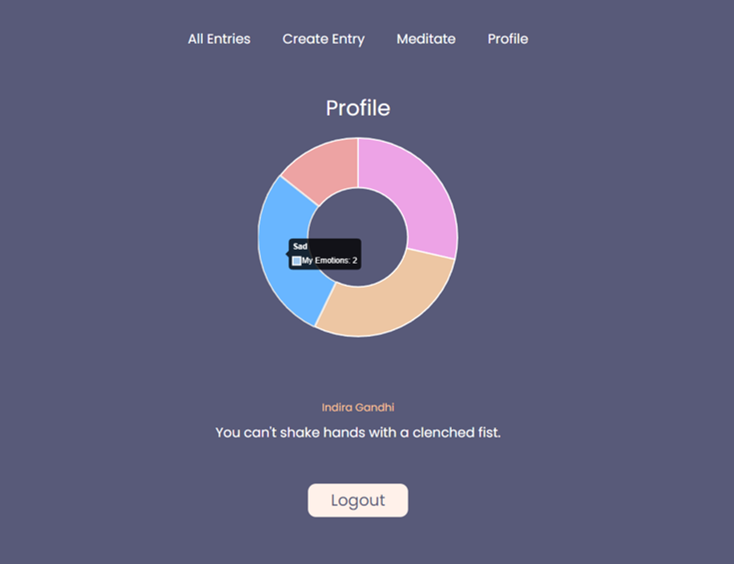 All Entries Create Entry Meditate Profile
Profile
Sad
My Emotions: 2
Indira Gandhi
You can't shake hands with a clenched fist.
Logout